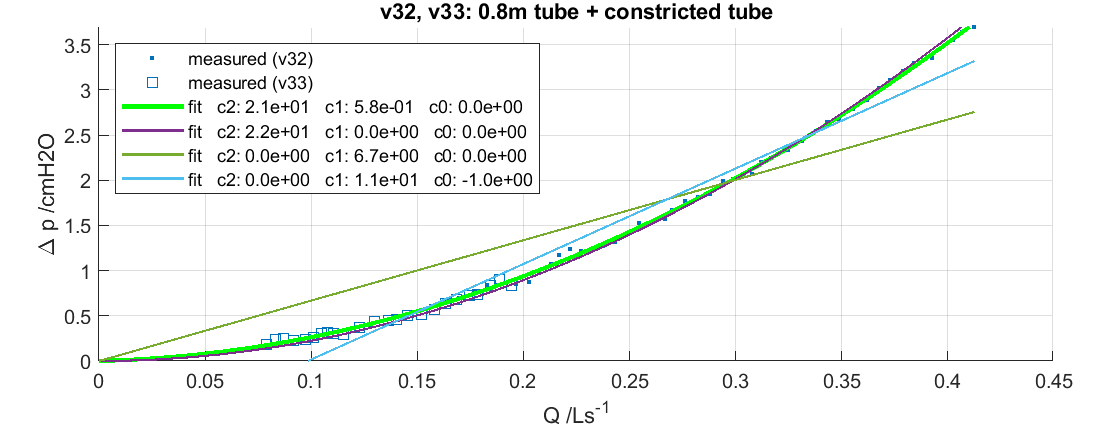 v32, v33: 0.8m tube + constricted tube
measured (v32)
measured (v33)
fit c2: 2.1e+01 c1: 5.8e-01 c0: 0.0e+00
fit c2: 2.2e+01 c1: 0.0e+00 c0: 0.0e+00
fit c2: 0.0e+00 c1: 6.7e+00 c0: 0.0e+00
fit c2: 0.0e+00 c1: 1.1e+01 c0: -1.0e+00
Δ p /cmH2O
3.5
3
2.5
2
1.5
1
0.5
0
0 0.05 0.1 0.15 0.2 0.25 0.3 0.35 0.4 0.45
Q /Ls⁻¹